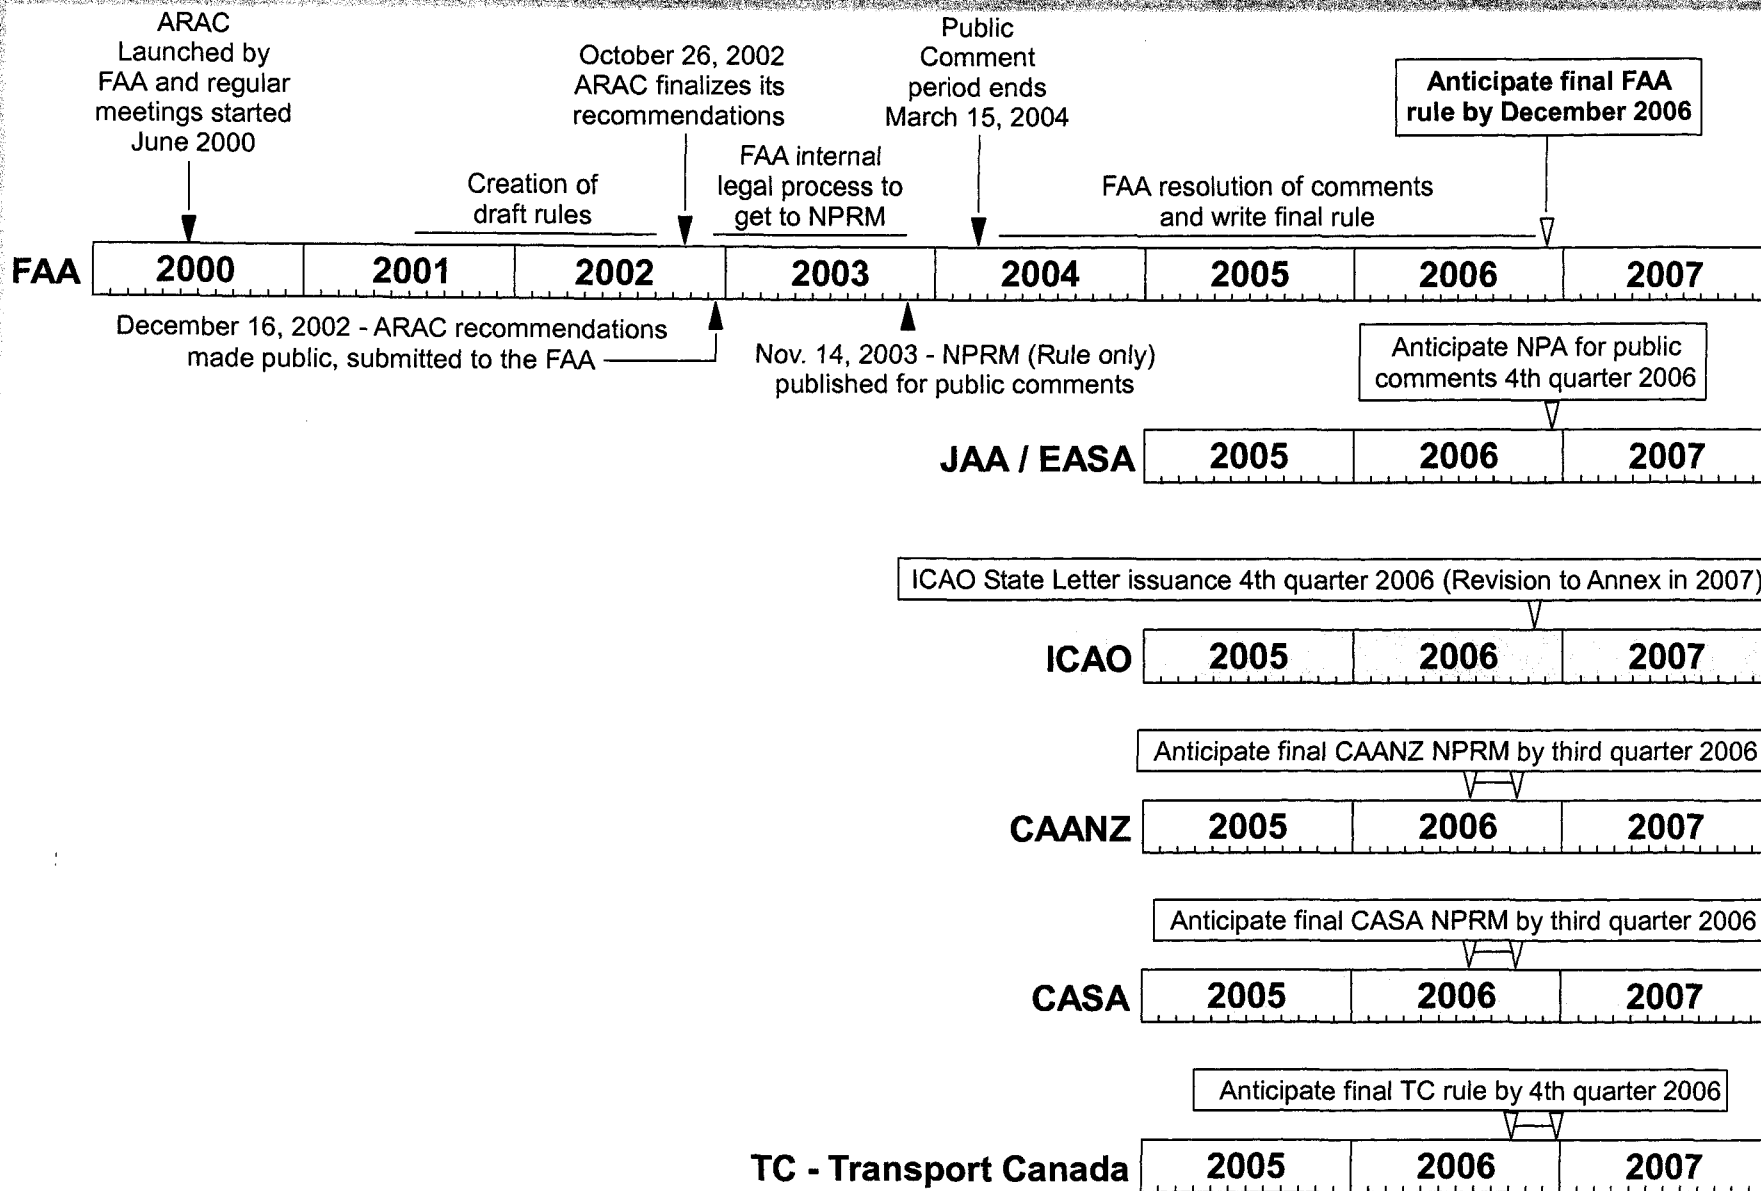 ARAC
Launched by
FAA and regular
meetings started
June 2000
October 26, 2002
ARAC finalizes its
recommendations
Public
Comment
period ends
March 15, 2004
Anticipate final FAA
rule by December 2006
Creation of
draft rules
FAA internal
legal process to
get to NPRM
FAA resolution of comments
and write final rule
FAA 2000 2001 2002 2003 2004 2005 2006 2007
December 16, 2002 - ARAC recommendations
made public, submitted to the FAA
Nov. 14, 2003 - NPRM (Rule only)
published for public comments
Anticipate NPA for public
comments 4th quarter 2006
JAA / EASA 2005 2006 2007
ICAO State Letter issuance 4th quarter 2006 (Revision to Annex in 2007)
ICAO 2005 2006 2007
Anticipate final CAANZ NPRM by third quarter 2006
CAANZ 2005 2006 2007
Anticipate final CASA NPRM by third quarter 2006
CASA 2005 2006 2007
Anticipate final TC rule by 4th quarter 2006
TC - Transport Canada 2005 2006 2007